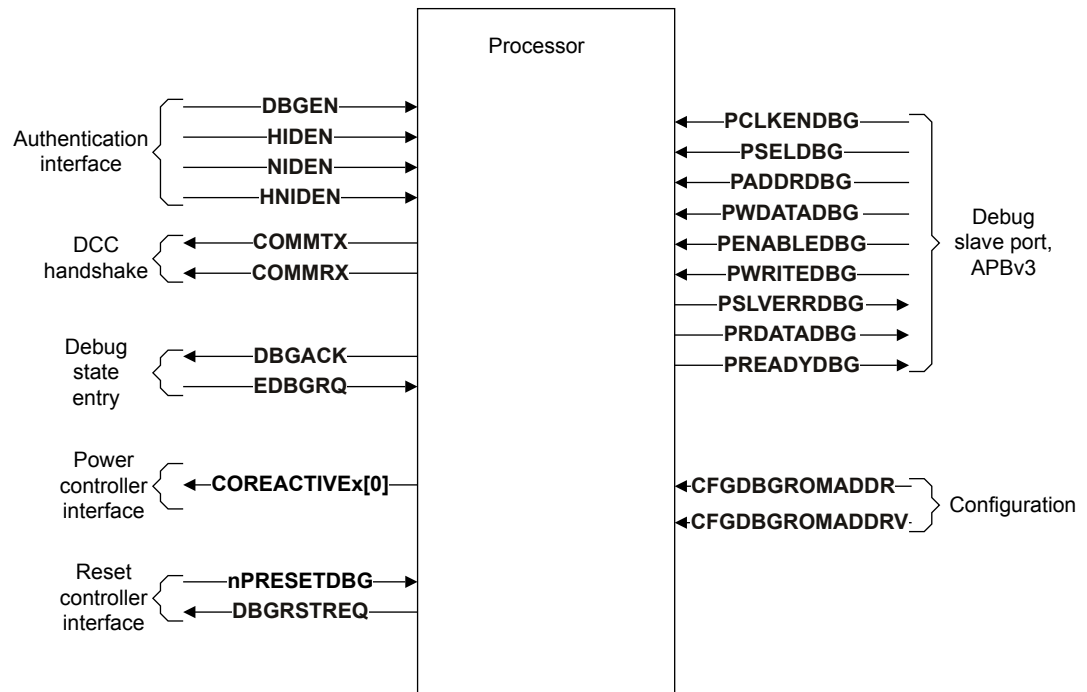 Processor
Authentication
interface
DBGEN
HIDEN
NIDEN
HNIDEN
DCC
handshake
COMMTX
COMMRX
Debug
state
entry
DBGACK
EDBGRQ
Power
controller
interface
COREACTIVEx[0]
Reset
controller
interface
nPRESETDBG
DBGRSTREQ
PCLKENDBG
PSELDBG
PADDRDBG
PWDATADBG
PENABLEDBG
PWRITEDBG
PSLVERRDBG
PRDATADBG
PREADYDBG
Debug
slave port,
APBv3
CFGDBGROMADDR
CFGDBGROMADDRV
Configuration